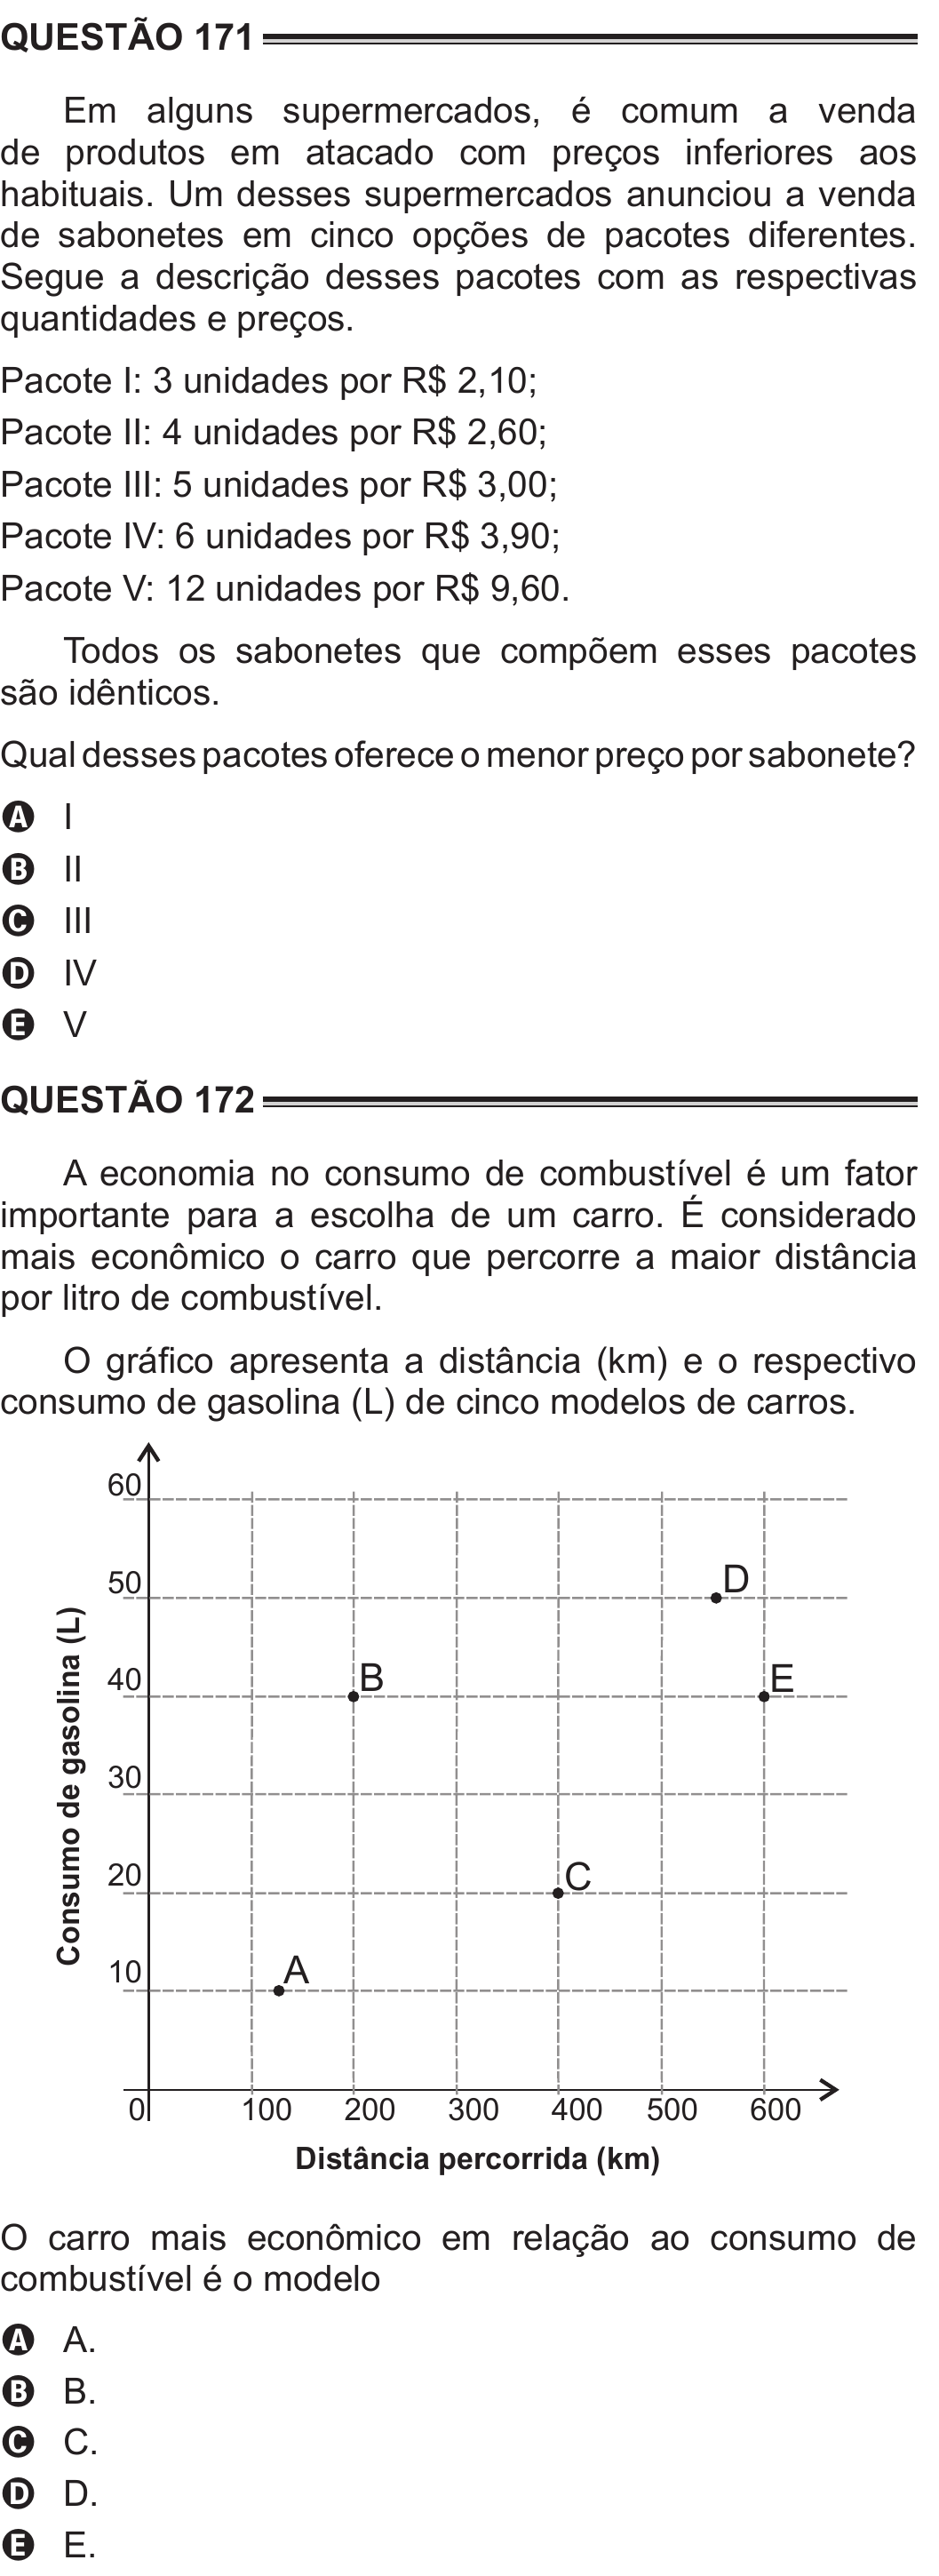 QUESTÃO 171
Em alguns supermercados, é comum a venda
de produtos em atacado com preços inferiores aos
habituais. Um desses supermercados anunciou a venda
de sabonetes em cinco opções de pacotes diferentes.
Segue a descrição desses pacotes com as respectivas
quantidades e preços.
Pacote I: 3 unidades por R$ 2,10;
Pacote II: 4 unidades por R$ 2,60;
Pacote III: 5 unidades por R$ 3,00;
Pacote IV: 6 unidades por R$ 3,90;
Pacote V: 12 unidades por R$ 9,60.
Todos os sabonetes que compõem esses pacotes
são idênticos.
Qual desses pacotes oferece o menor preço por sabonete?
A I
B II
C III
D IV
E V
QUESTÃO 172
A economia no consumo de combustível é um fator
importante para a escolha de um carro. É considerado
mais econômico o carro que percorre a maior distância
por litro de combustível.
O gráfico apresenta a distância (km) e o respectivo
consumo de gasolina (L) de cinco modelos de carros.
Consumo de gasolina (L)
60
50
40
30
20
10
D
B
E
C
A
0 100 200 300 400 500 600
Distância percorrida (km)
O carro mais econômico em relação ao consumo de
combustível é o modelo
A A.
B B.
C C.
D D.
E E.